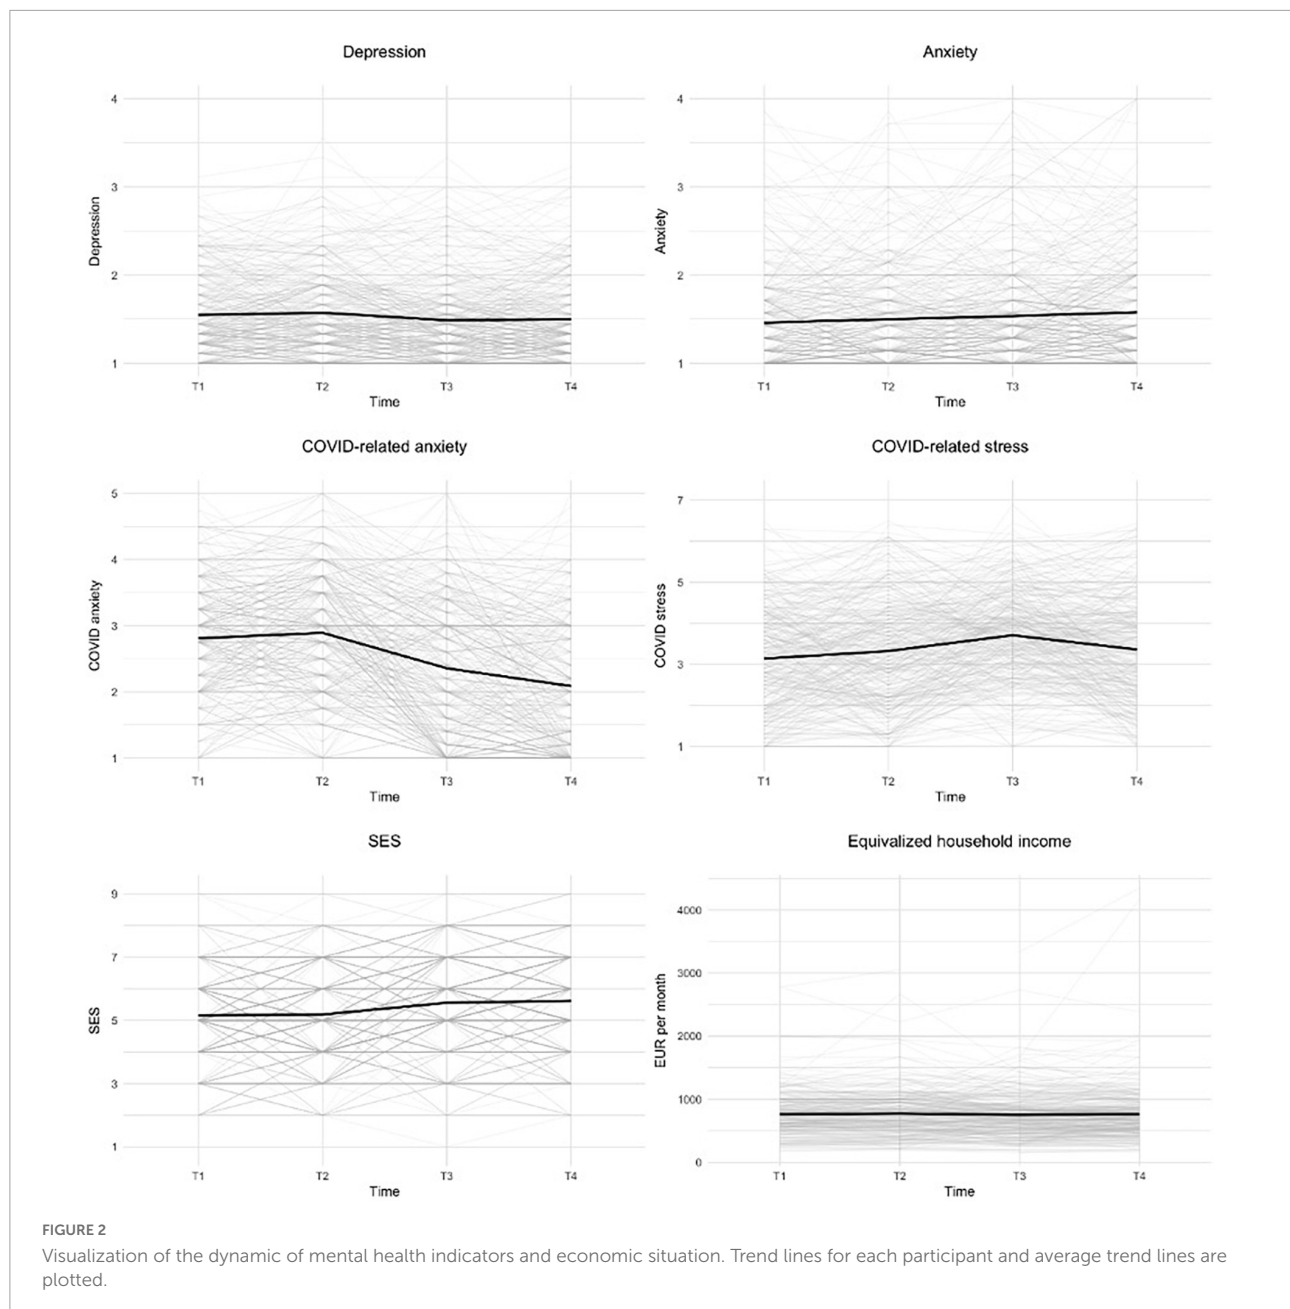 Depression
4
3
2
1
Depression
T1 T2 T3 T4
Time
Anxiety
4
3
2
1
Anxiety
T1 T2 T3 T4
Time
COVID-related anxiety
5
4
3
2
1
COVID anxiety
T1 T2 T3 T4
Time
COVID-related stress
7
5
3
1
COVID stress
T1 T2 T3 T4
Time
SES
9
7
5
3
1
SES
T1 T2 T3 T4
Time
Equivalized household income
4000
3000
2000
1000
0
EUR per month
T1 T2 T3 T4
Time
FIGURE 2
Visualization of the dynamic of mental health indicators and economic situation. Trend lines for each participant and average trend lines are
plotted.